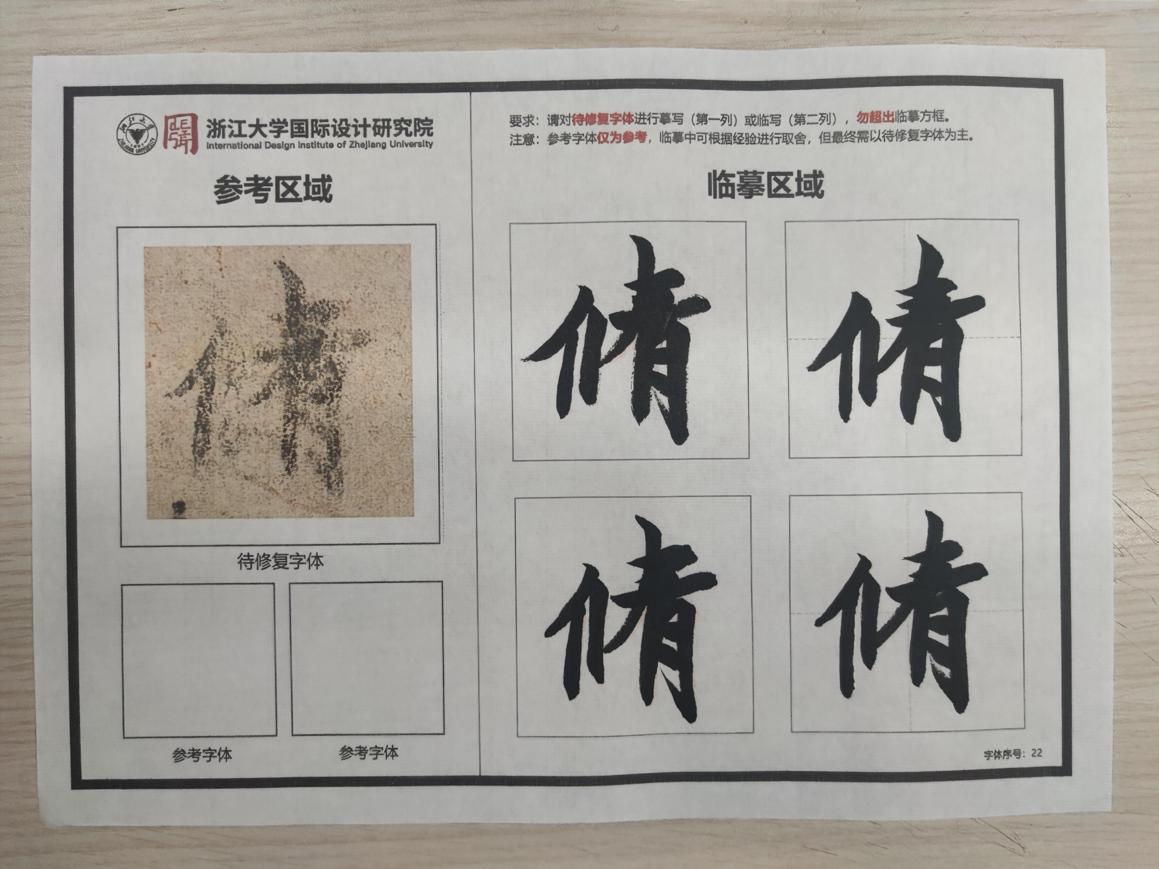 浙江大学国际设计研究院
International Design Institute of Zhejiang University
参考区域
待修复字体
参考字体
参考字体
要求：请对待修复字体进行摹写（第一列）或临写（第二列），勿超出临摹方框。
注意：参考字体仅为参考，临摹中可根据经验进行取舍，但最终需以待修复字体为主。
临摹区域
倩 倩
倩 倩
字体序号：22